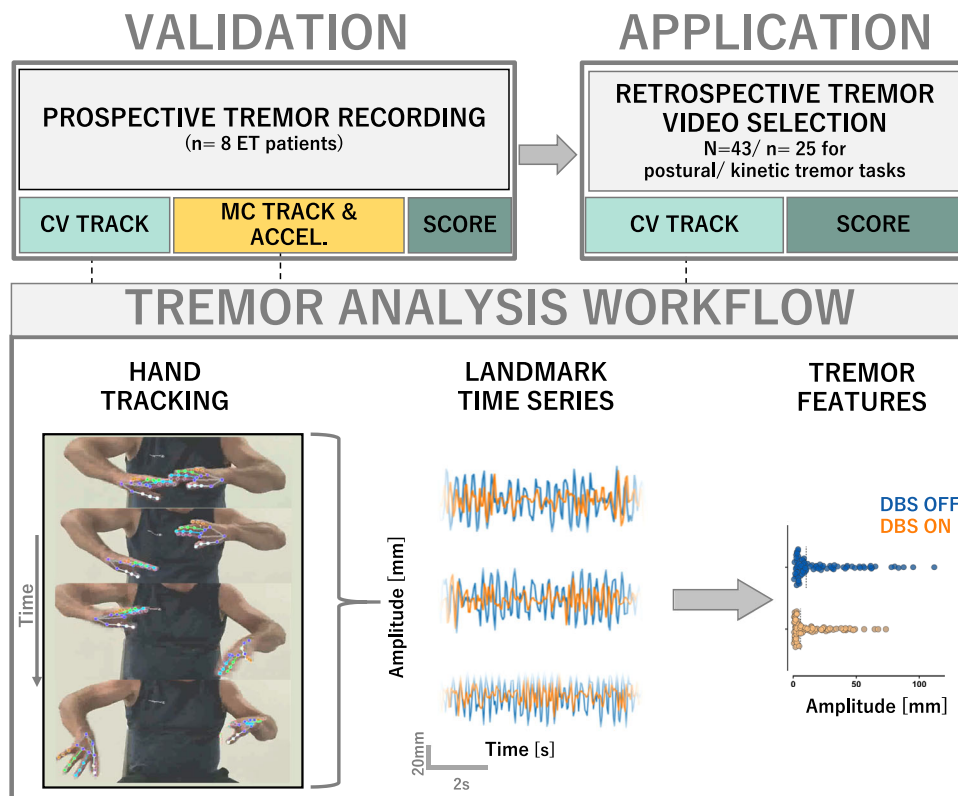 VALIDATION
PROSPECTIVE TREMOR RECORDING
(n= 8 ET patients)
CV TRACK
MC TRACK &
ACCEL.
SCORE
APPLICATION
RETROSPECTIVE TREMOR
VIDEO SELECTION
N=43/ n= 25 for
postural/ kinetic tremor tasks
CV TRACK
SCORE
TREMOR ANALYSIS WORKFLOW
HAND
TRACKING
Time
LANDMARK
TIME SERIES
Amplitude [mm]
Time [s]
20mm
2s
TREMOR
FEATURES
DBS OFF
DBS ON
0
50
100
Amplitude [mm]